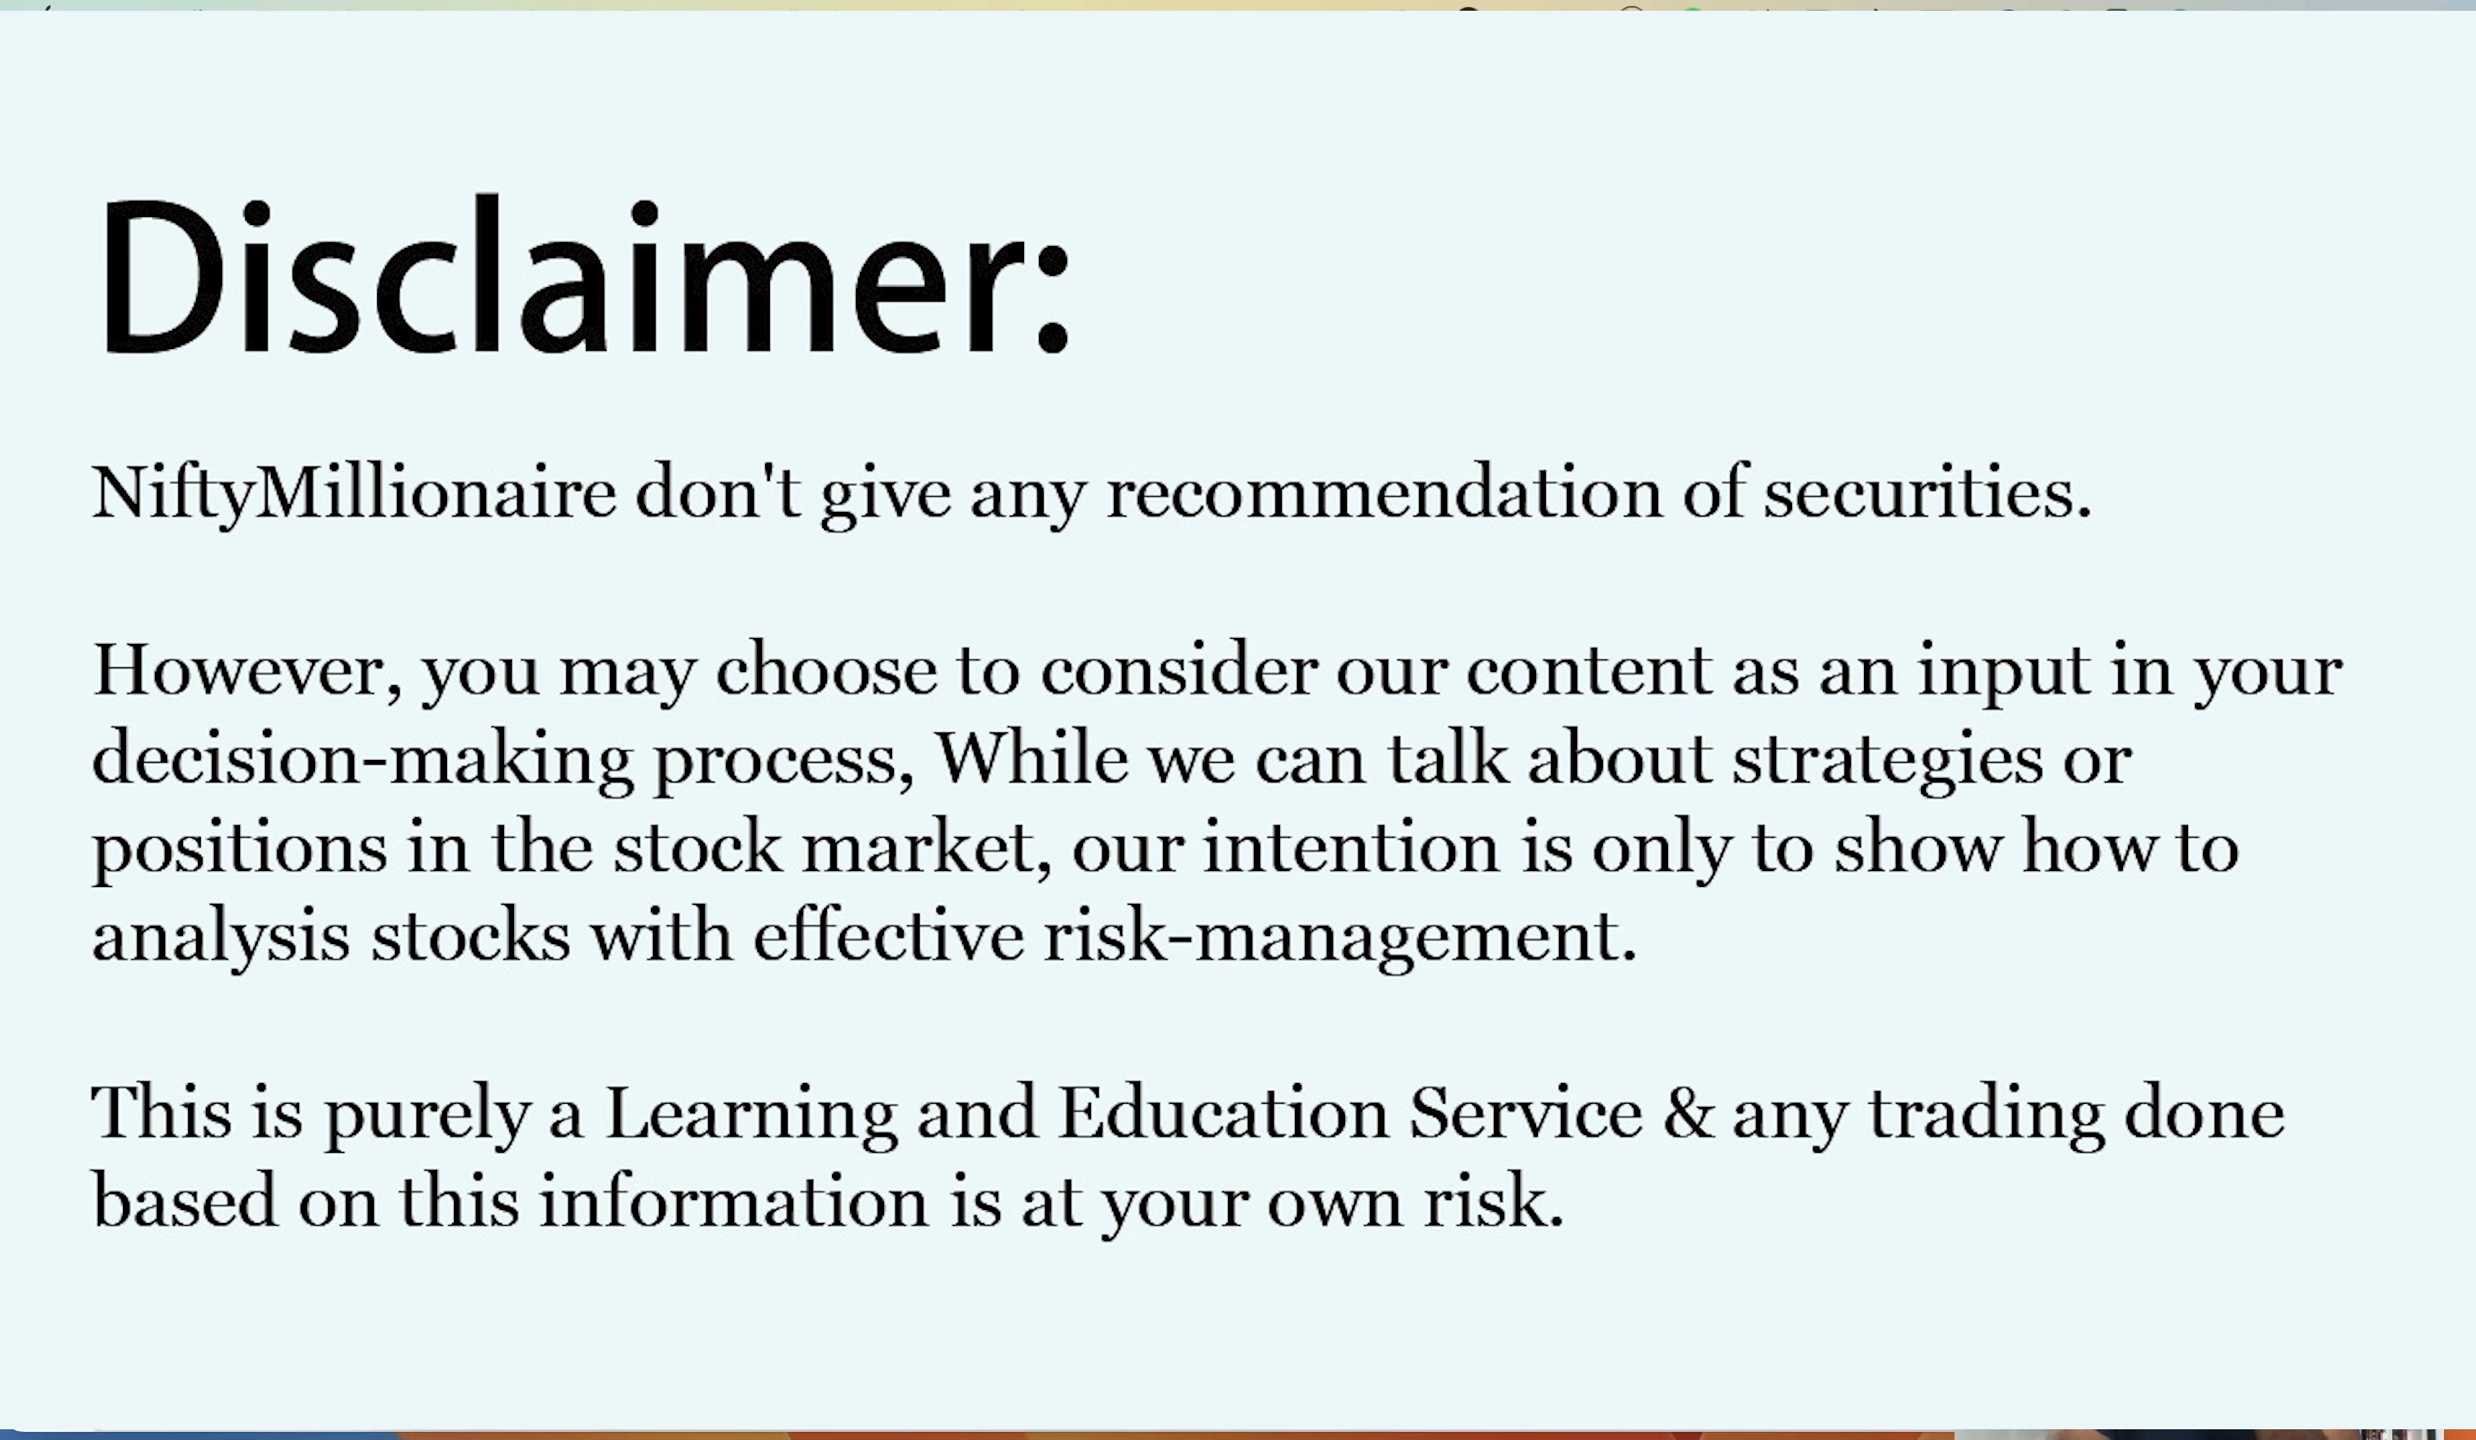 Disclaimer:
NiftyMillionaire don't give any recommendation of securities.
However, you may choose to consider our content as an input in your
decision-making process, While we can talk about strategies or
positions in the stock market, our intention is only to show how to
analysis stocks with effective risk-management.
This is purely a Learning and Education Service & any trading done
based on this information is at your own risk.